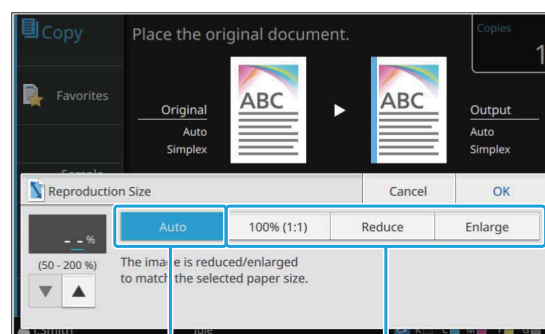 Copy
Place the original document.
Copies
1
Favorites
Original
Auto
Simplex
ABC
ABC
Output
Auto
Simplex
Sample
Reproduction Size
Cancel
OK
- - %
(50 - 200 %)
Auto
100% (1:1)
Reduce
Enlarge
The image is reduced/enlarged
to match the selected paper size.